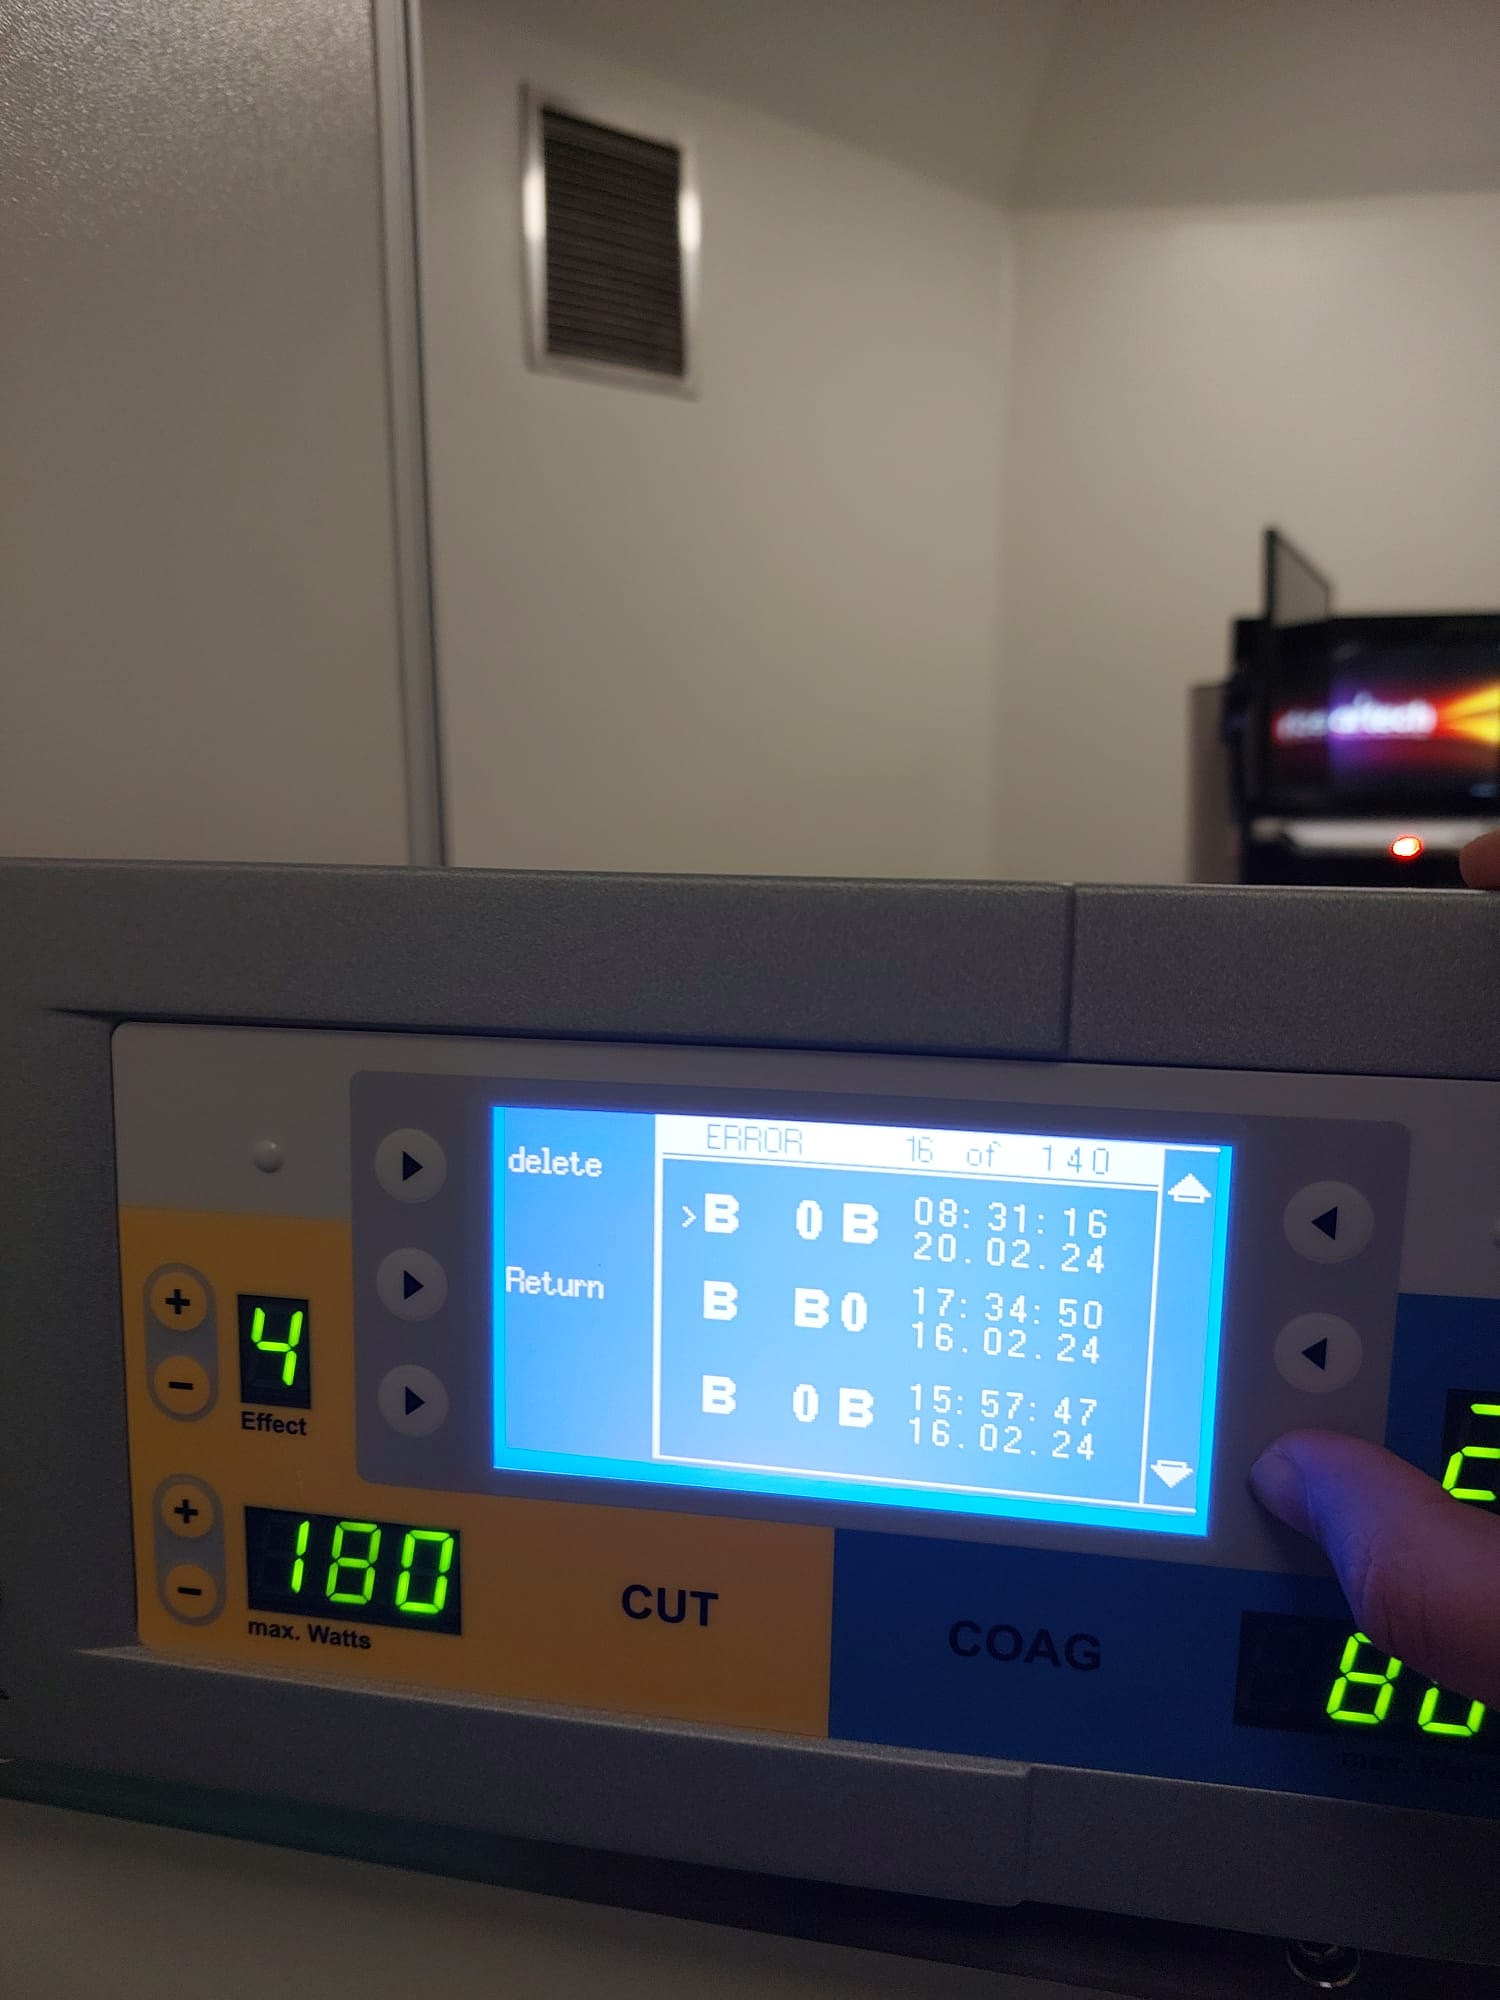 delete
ERROR 16 of 140
>B 0B 08:31:16
20.02.24
Return
B B0 17:34:50
16.02.24
B 0B 15:57:47
16.02.24
+
4
-
Effect
+
180
-
max. Watts
CUT
COAG
2